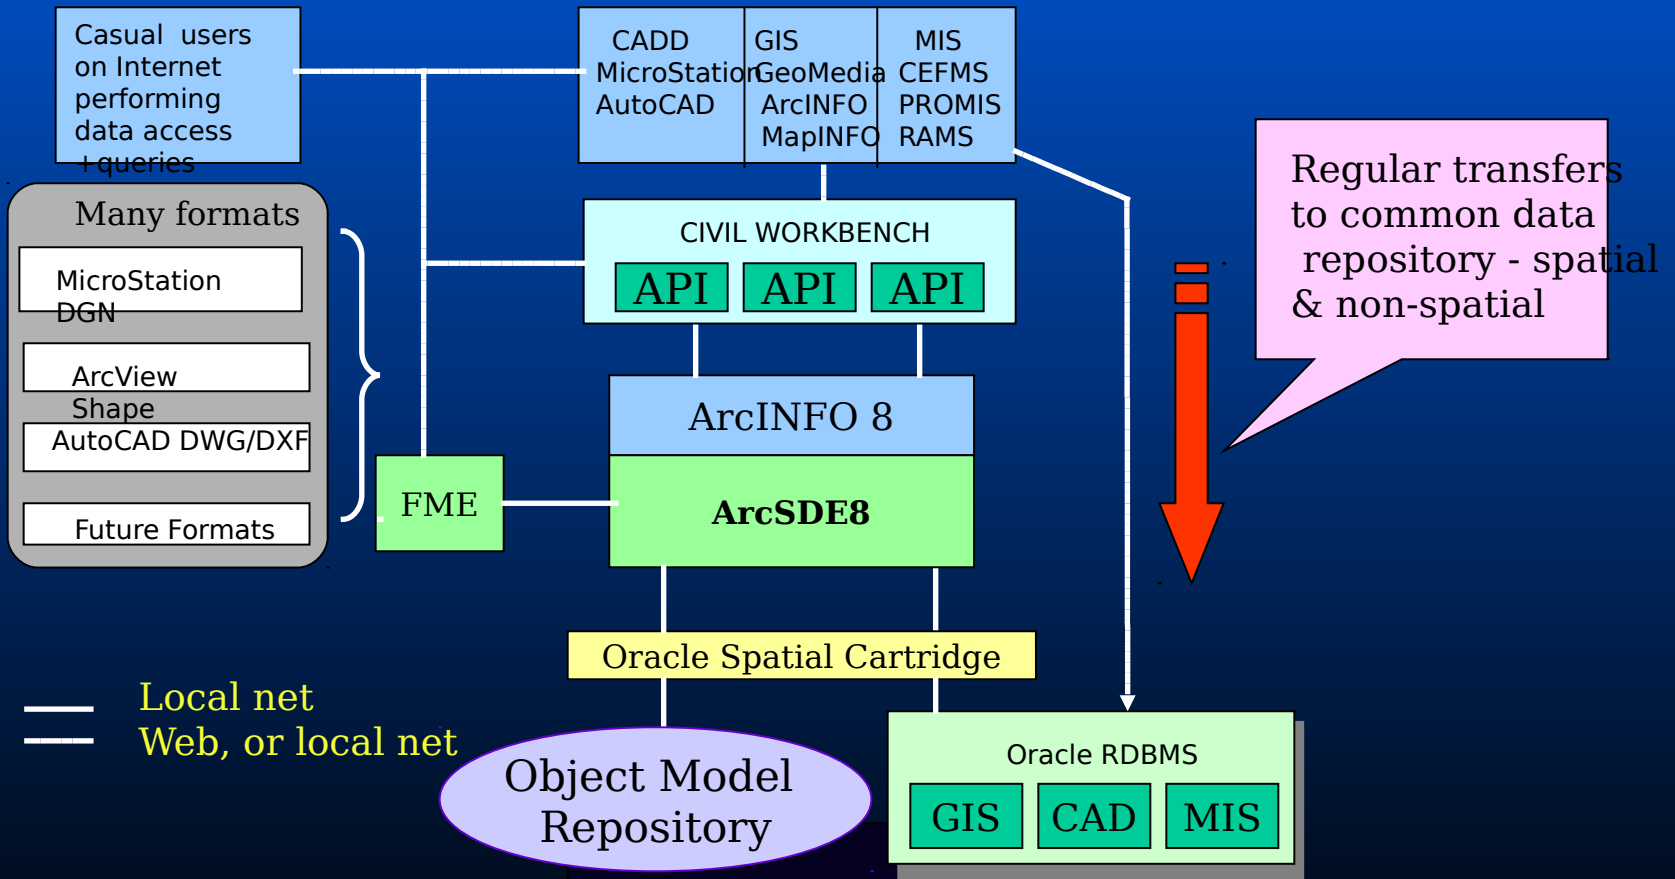 Casual users
on Internet
performing
data access
+queries
CADD
MicroStation
AutoCAD
GIS
GeoMedia
ArcINFO
MapINFO
MIS
CEFMS
PROMIS
RAMS
Regular transfers
to common data
repository - spatial
& non-spatial
Many formats
MicroStation
DGN
ArcView
Shape
AutoCAD DWG/DXF
Future Formats
CIVIL WORKBENCH
API API API
ArcINFO 8
FME
ArcSDE8
Oracle Spatial Cartridge
Local net
Web, or local net
Object Model
Repository
Oracle RDBMS
GIS CAD MIS